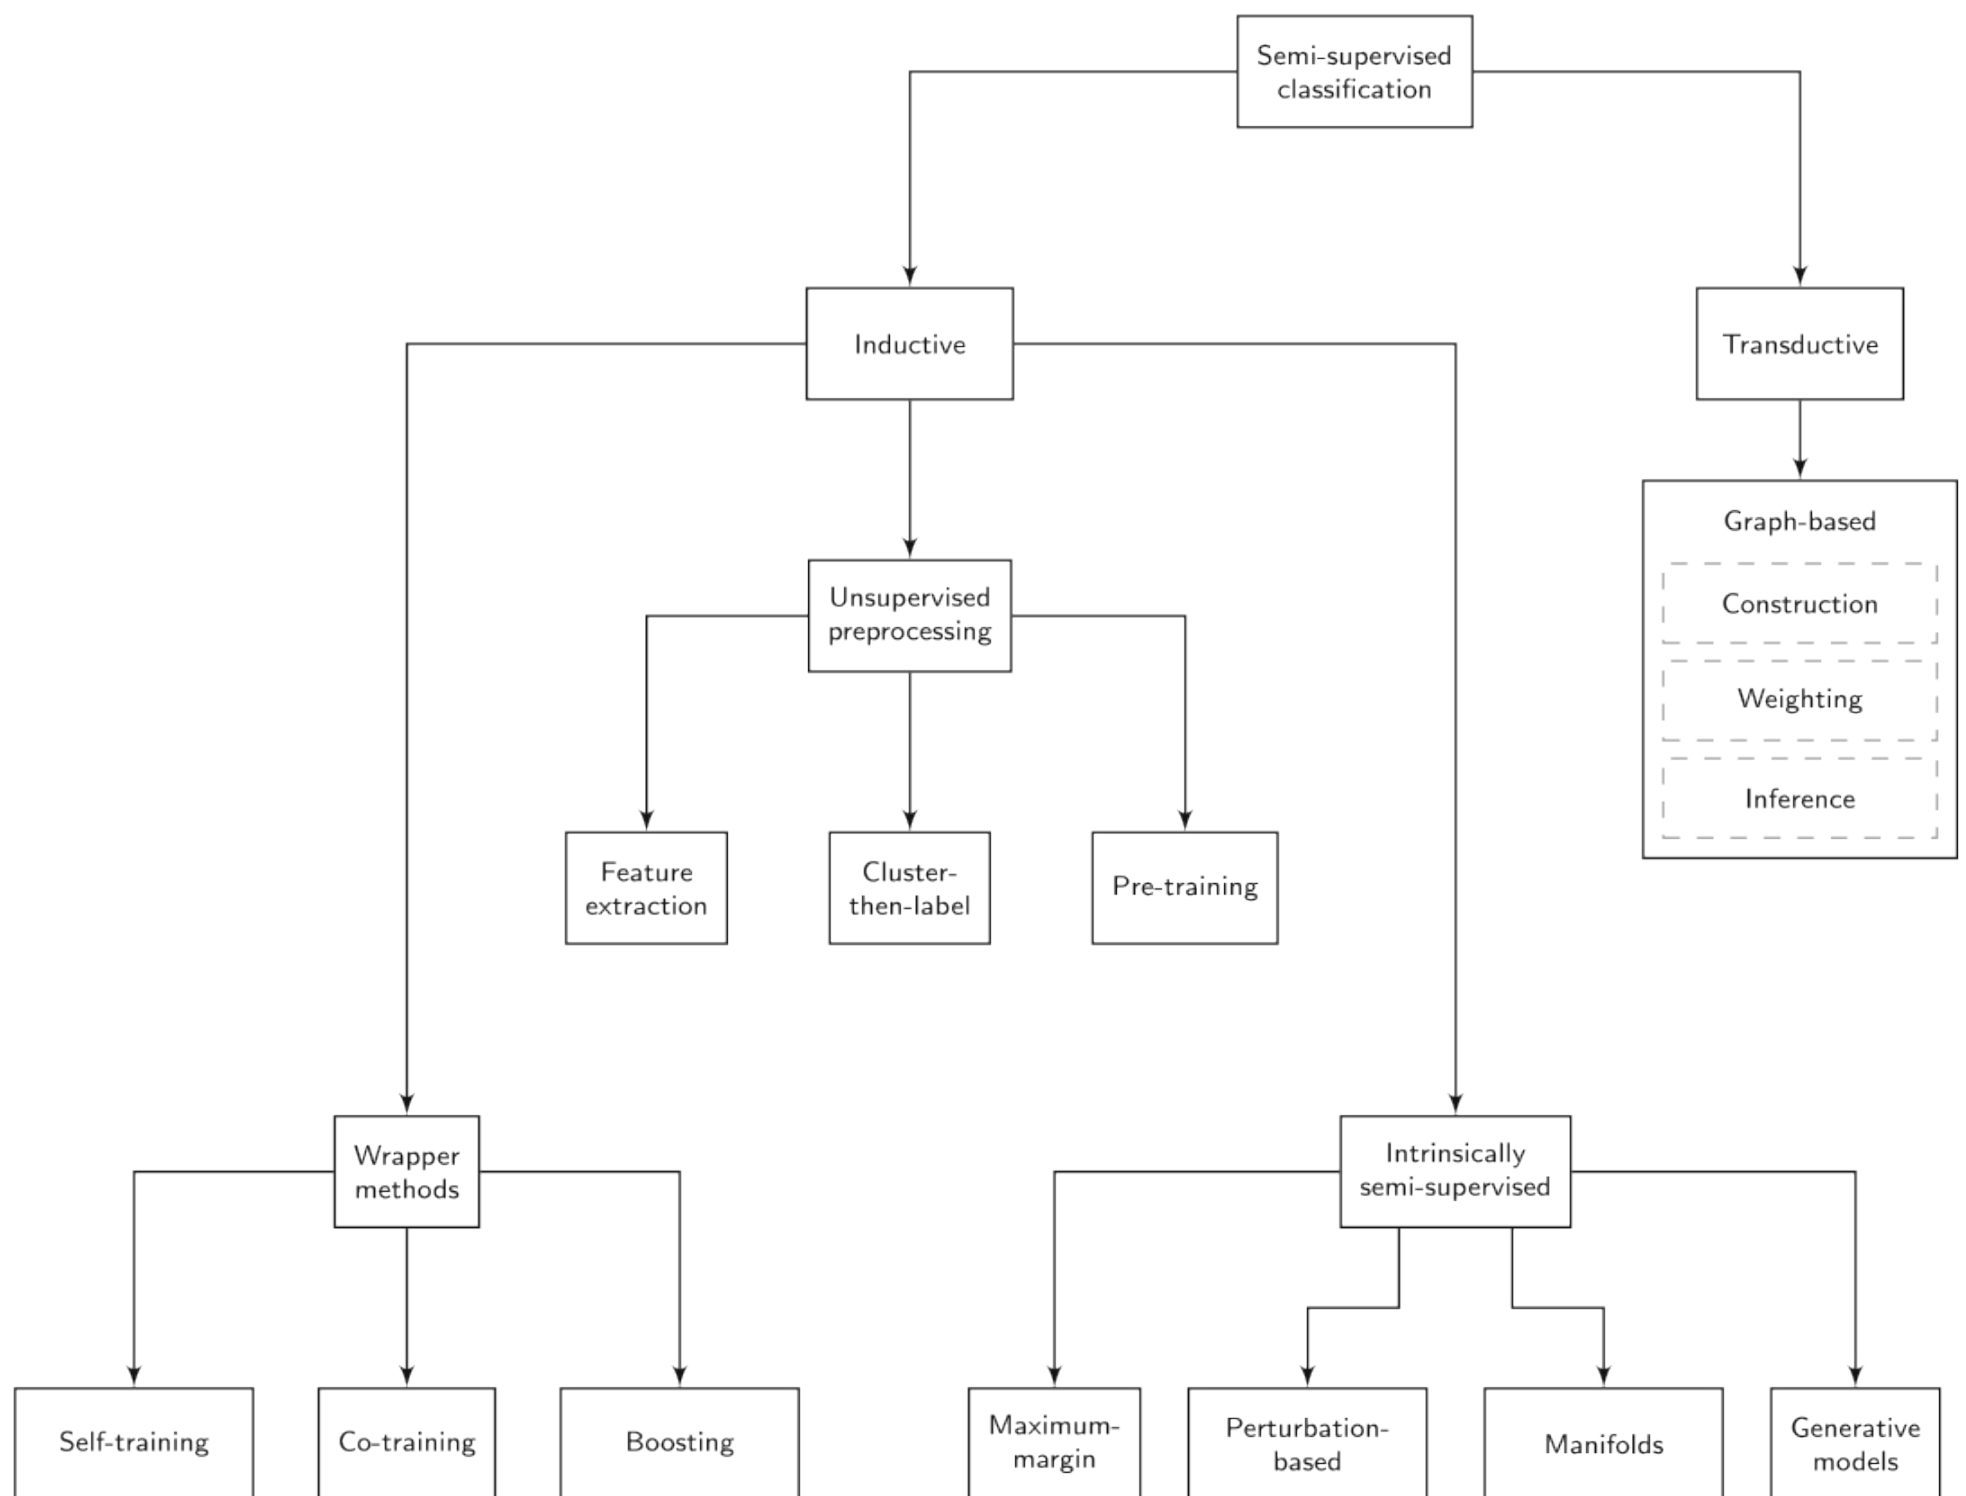 Semi-supervised
classification
Inductive
Transductive
Graph-based
Construction
Weighting
Inference
Unsupervised
preprocessing
Feature
extraction
Cluster-
then-label
Pre-training
Wrapper
methods
Intrinsically
semi-supervised
Self-training
Co-training
Boosting
Maximum-
margin
Perturbation-
based
Manifolds
Generative
models